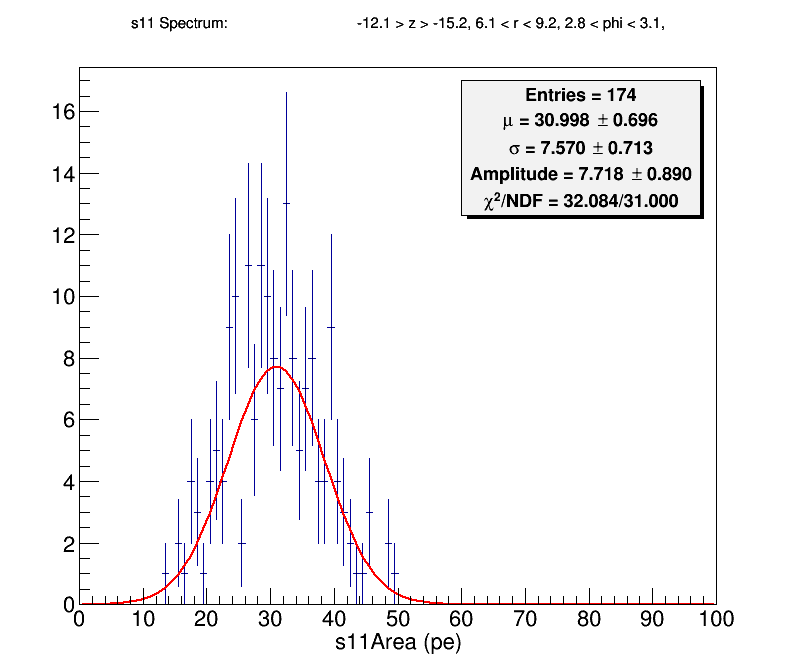 s11 Spectrum: -12.1 > z > -15.2, 6.1 < r < 9.2, 2.8 < phi < 3.1,
Entries = 174
μ = 30.998 ± 0.696
σ = 7.570 ± 0.713
Amplitude = 7.718 ± 0.890
χ²/NDF = 32.084/31.000
16
14
12
10
8
6
4
2
0
0 10 20 30 40 50 60 70 80 90 100
s11Area (pe)